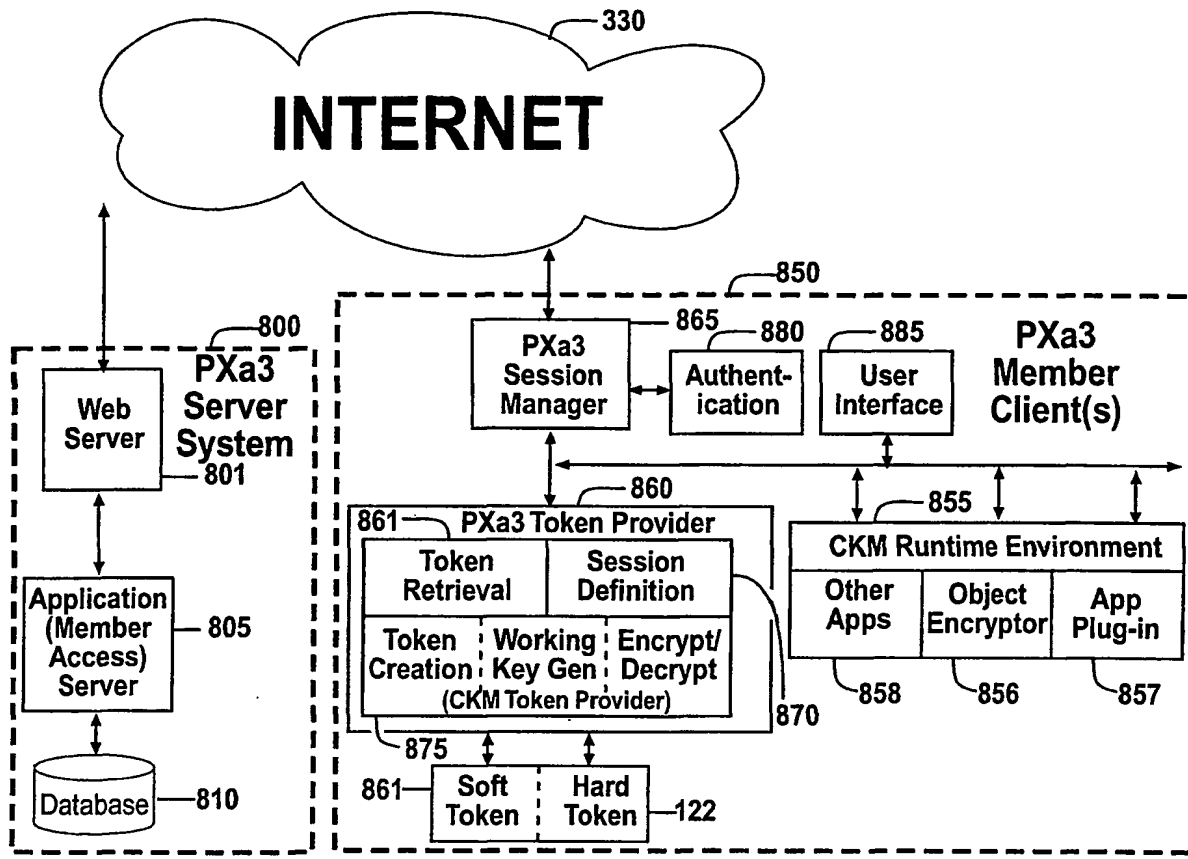 330
INTERNET
850
800
PXa3
Server
System
Web
Server
801
Application
(Member
Access)
Server
805
Database
810
865
PXa3
Session
Manager
880
Authent-
ication
885
User
Interface
PXa3
Member
Client(s)
860
861
PXa3 Token Provider
Token
Retrieval
Session
Definition
Token
Creation
Working
Key Gen
Encrypt/
Decrypt
(CKM Token Provider)
870
875
855
CKM Runtime Environment
Other
Apps
Object
Encryptor
App
Plug-in
858
856
857
861
Soft
Token
Hard
Token
122